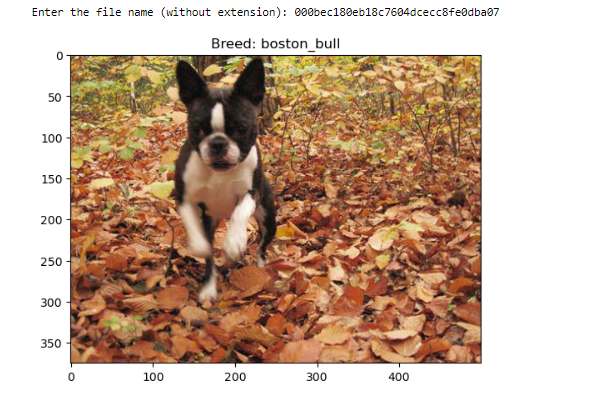 Enter the file name (without extension): 000bec180eb18c7604dcecc8fe0dba07
Breed: boston_bull
0
50
100
150
200
250
300
350
0 100 200 300 400